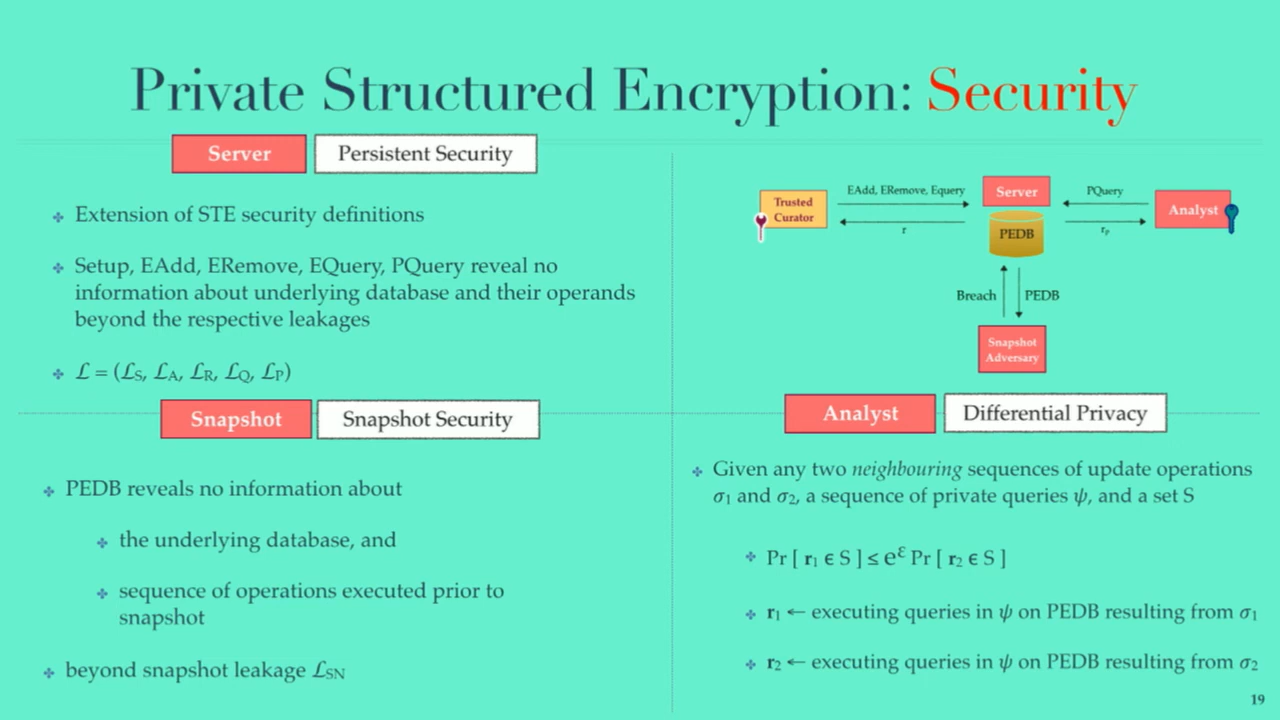 Private Structured Encryption: Security
Server
Persistent Security
Extension of STE security definitions
Setup, EAdd, ERemove, EQuery, PQuery reveal no
information about underlying database and their operands
beyond the respective leakages
ℒ = (ℒS, ℒA, ℒR, ℒQ, ℒP)
Trusted
Curator
EAdd, ERemove, Equery
r
Server
PEDB
PQuery
rP
Analyst
Breach
PEDB
Snapshot
Adversary
Snapshot
Snapshot Security
PEDB reveals no information about
the underlying database, and
sequence of operations executed prior to
snapshot
beyond snapshot leakage ℒSN
Analyst
Differential Privacy
Given any two neighbouring sequences of update operations
σ1 and σ2, a sequence of private queries ψ, and a set S
Pr [ r1 ϵ S ] ≤ e^ε Pr [ r2 ϵ S ]
r1 ← executing queries in ψ on PEDB resulting from σ1
r2 ← executing queries in ψ on PEDB resulting from σ2
19